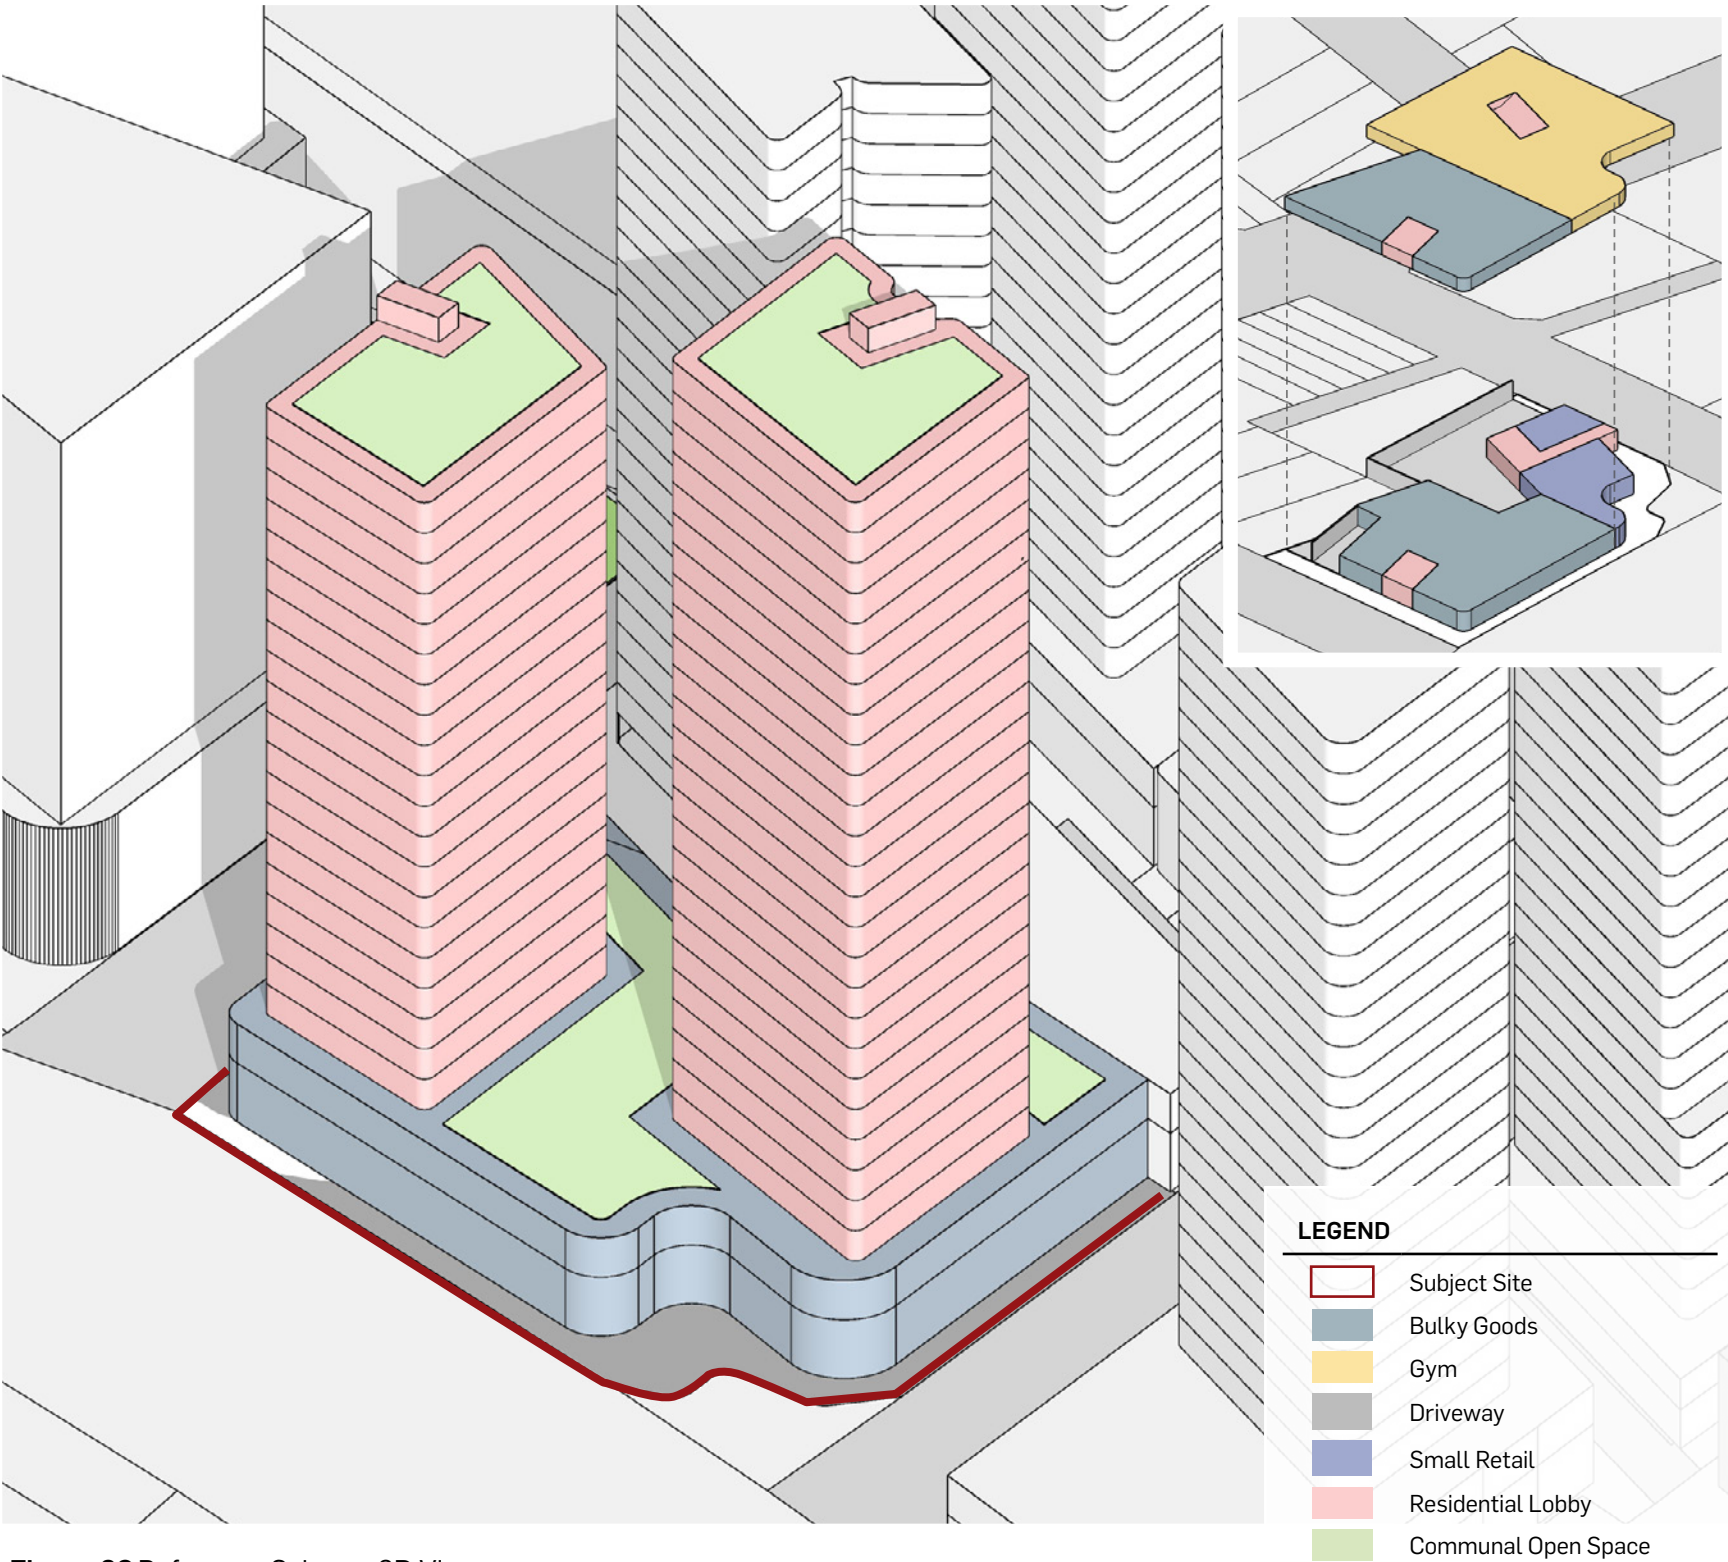 LEGEND
Subject Site
Bulky Goods
Gym
Driveway
Small Retail
Residential Lobby
Communal Open Space